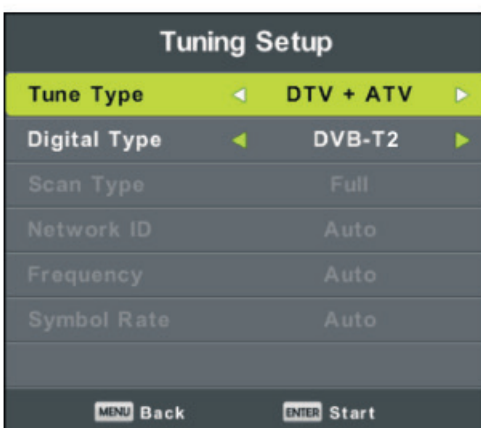 Tuning Setup
Tune Type DTV + ATV
Digital Type DVB-T2
Scan Type Full
Network ID Auto
Frequency Auto
Symbol Rate Auto
MENU Back ENTER Start